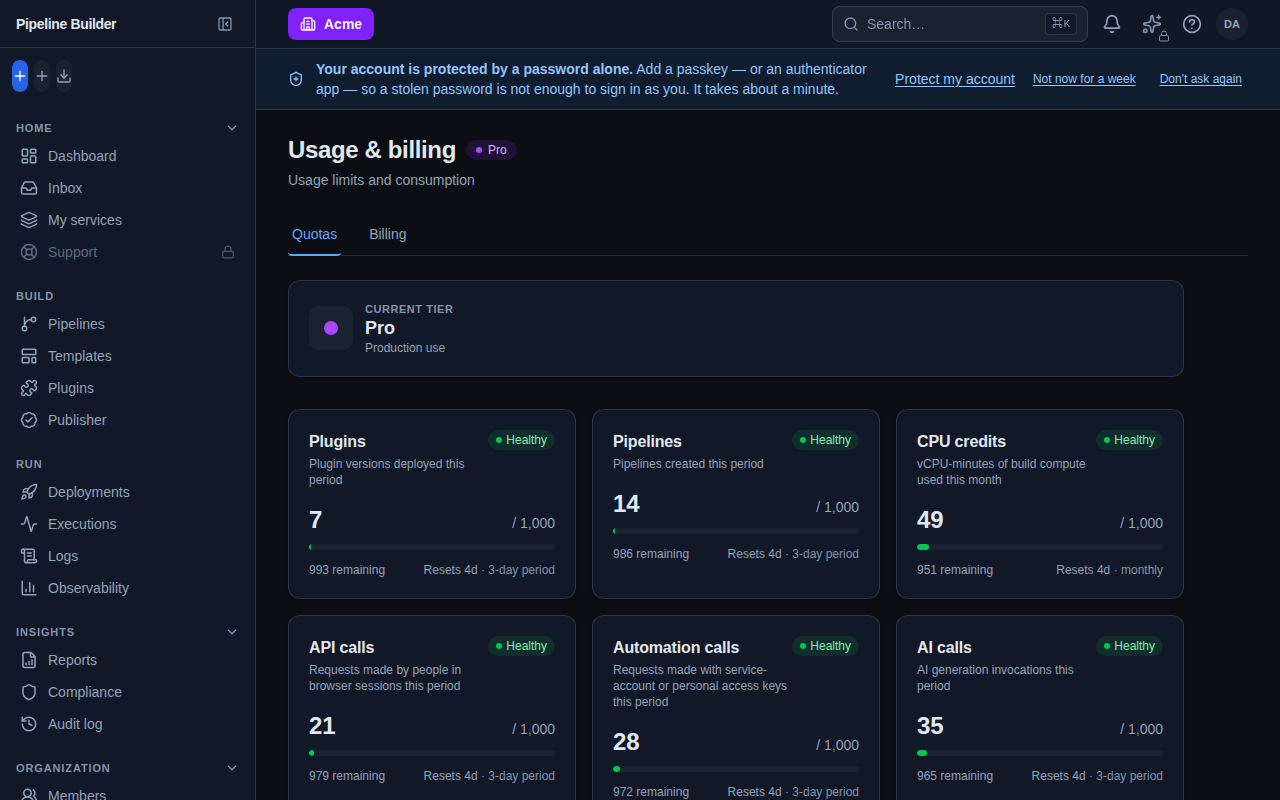 Pipeline Builder
Acme
Search…
⌘K
DA
Your account is protected by a password alone. Add a passkey — or an authenticator
app — so a stolen password is not enough to sign in as you. It takes about a minute.
Protect my account
Not now for a week
Don't ask again
HOME
Dashboard
Inbox
My services
Support
BUILD
Pipelines
Templates
Plugins
Publisher
RUN
Deployments
Executions
Logs
Observability
INSIGHTS
Reports
Compliance
Audit log
ORGANIZATION
Members
Usage & billing
Pro
Usage limits and consumption
Quotas
Billing
CURRENT TIER
Pro
Production use
Plugins
Healthy
Plugin versions deployed this
period
7
/ 1,000
993 remaining
Resets 4d · 3-day period
Pipelines
Healthy
Pipelines created this period
14
/ 1,000
986 remaining
Resets 4d · 3-day period
CPU credits
Healthy
vCPU-minutes of build compute
used this month
49
/ 1,000
951 remaining
Resets 4d · monthly
API calls
Healthy
Requests made by people in
browser sessions this period
21
/ 1,000
979 remaining
Resets 4d · 3-day period
Automation calls
Healthy
Requests made with service-
account or personal access keys
this period
28
/ 1,000
972 remaining
Resets 4d · 3-day period
AI calls
Healthy
AI generation invocations this
period
35
/ 1,000
965 remaining
Resets 4d · 3-day period